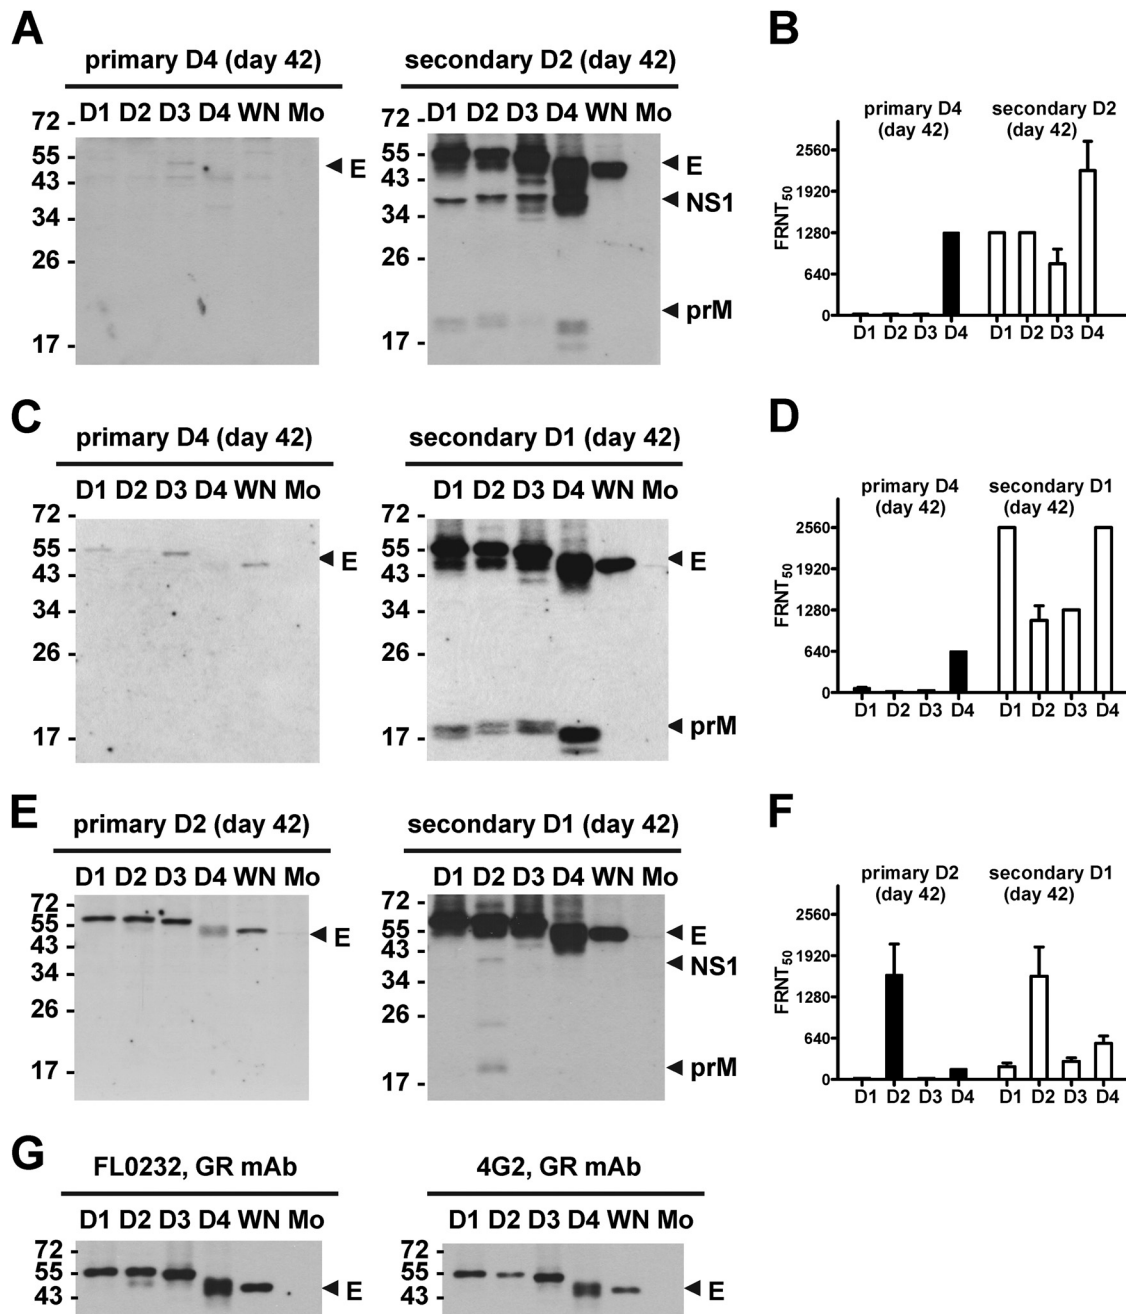 A
primary D4 (day 42)
secondary D2 (day 42)
D1 D2 D3 D4 WN Mo
D1 D2 D3 D4 WN Mo
72
55
43
34
26
17
E
72
55
43
34
26
17
E
NS1
prM
B
primary D4
(day 42)
secondary D2
(day 42)
FRNT50
2560
1920
1280
640
0
D1 D2 D3 D4 D1 D2 D3 D4
C
primary D4 (day 42)
secondary D1 (day 42)
D1 D2 D3 D4 WN Mo
D1 D2 D3 D4 WN Mo
72
55
43
34
26
17
E
72
55
43
34
26
17
E
prM
D
primary D4
(day 42)
secondary D1
(day 42)
FRNT50
2560
1920
1280
640
0
D1 D2 D3 D4 D1 D2 D3 D4
E
primary D2 (day 42)
secondary D1 (day 42)
D1 D2 D3 D4 WN Mo
D1 D2 D3 D4 WN Mo
72
55
43
34
26
17
E
72
55
43
34
26
17
E
NS1
prM
F
primary D2
(day 42)
secondary D1
(day 42)
FRNT50
2560
1920
1280
640
0
D1 D2 D3 D4 D1 D2 D3 D4
G
FL0232, GR mAb
4G2, GR mAb
D1 D2 D3 D4 WN Mo
D1 D2 D3 D4 WN Mo
72
55
43
E
72
55
43
E